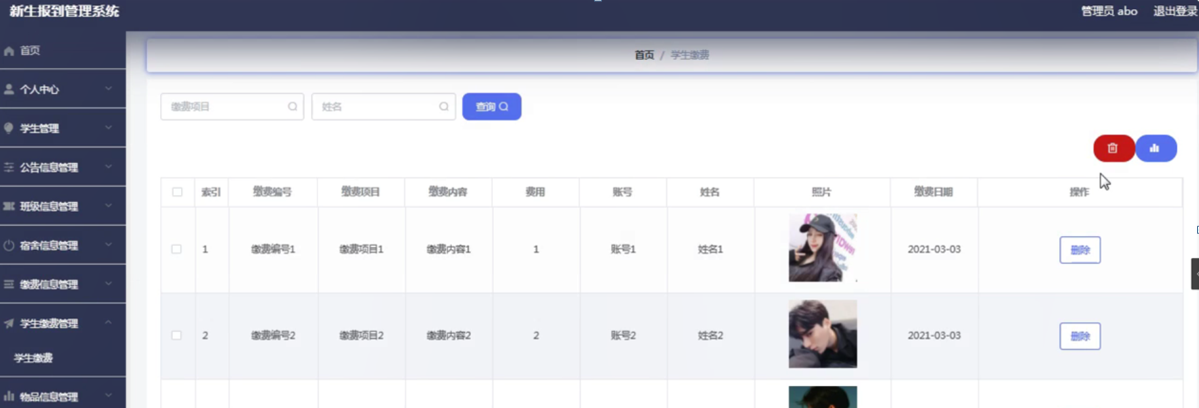 新生报到管理系统
管理员 abo 退出登录
首页
个人中心
学生管理
公告信息管理
班级信息管理
宿舍信息管理
缴费信息管理
学生缴费管理
学生缴费
物品信息管理
首页 / 学生缴费
缴费项目 姓名 查询
索引 缴费编号 缴费项目 缴费内容 费用 账号 姓名 照片 缴费日期 操作
1 缴费编号1 缴费项目1 缴费内容1 1 账号1 姓名1 2021-03-03 删除
2 缴费编号2 缴费项目2 缴费内容2 2 账号2 姓名2 2021-03-03 删除